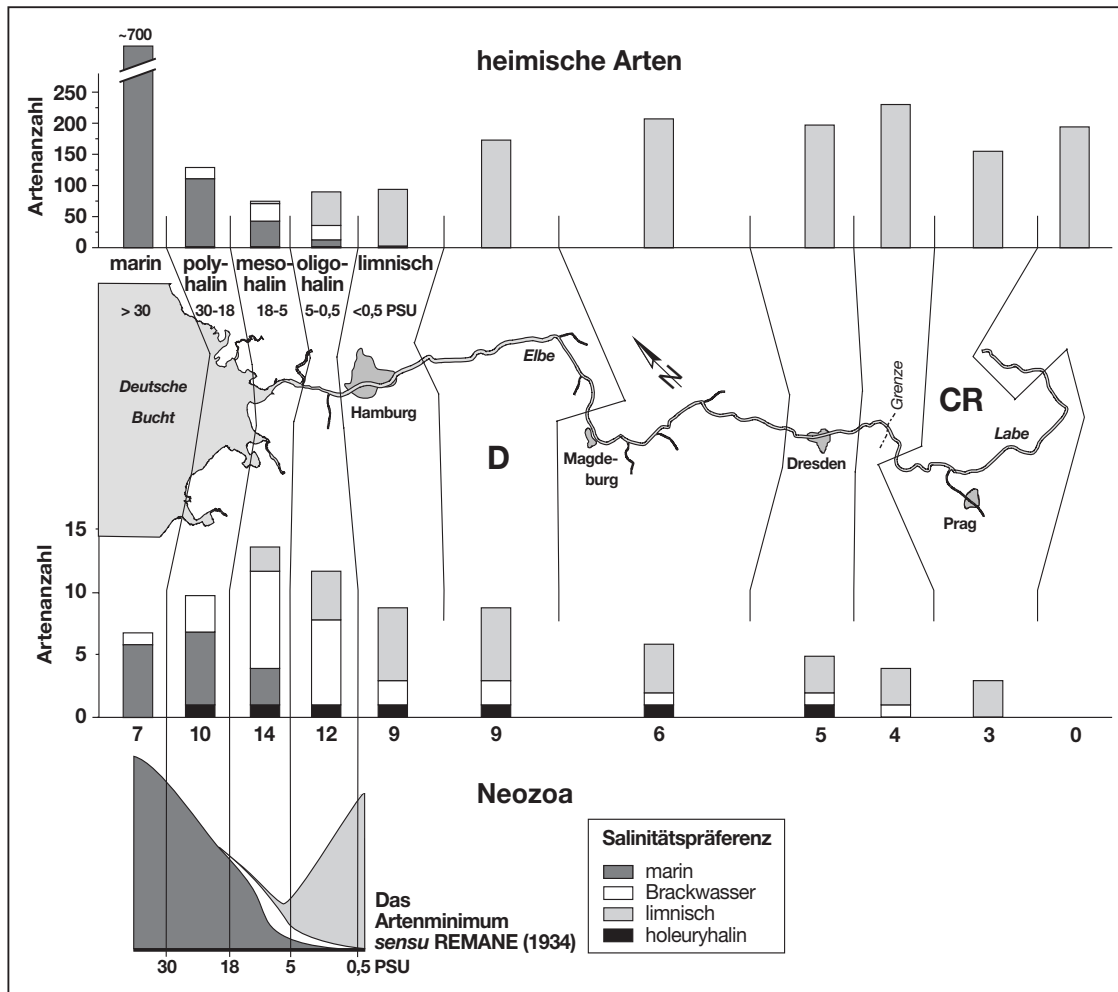 ~700
heimische Arten
Artenanzahl
250
200
150
100
50
0
marin
poly-
halin
meso-
halin
oligo-
halin
limnisch
> 30
30-18
18-5
5-0,5
<0,5 PSU
Deutsche
Bucht
Hamburg
Elbe
N
D
Magde-
burg
Dresden
Grenze
CR
Labe
Prag
Artenanzahl
15
10
5
0
7
10
14
12
9
9
6
5
4
3
0
Neozoa
Das
Artenminimum
sensu REMANE (1934)
30
18
5
0,5 PSU
Salinitätspräferenz
marin
Brackwasser
limnisch
holeuryhalin